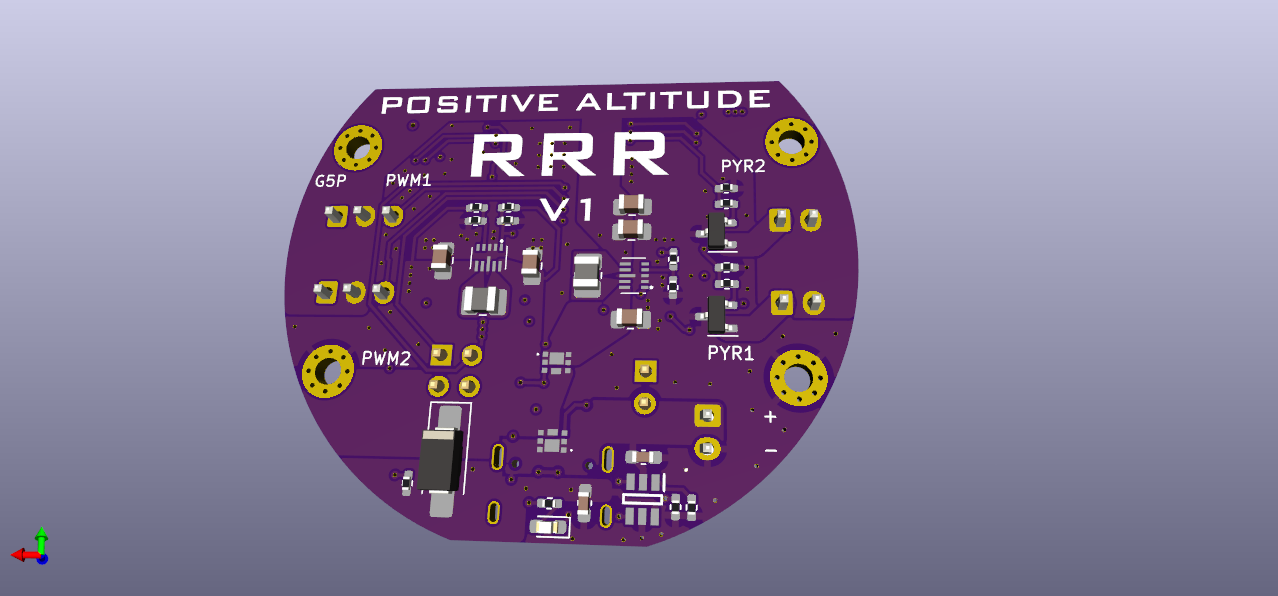 POSITIVE ALTITUDE
RRR
V1
G5P
PWM1
PYR2
PWM2
PYR1
+
-